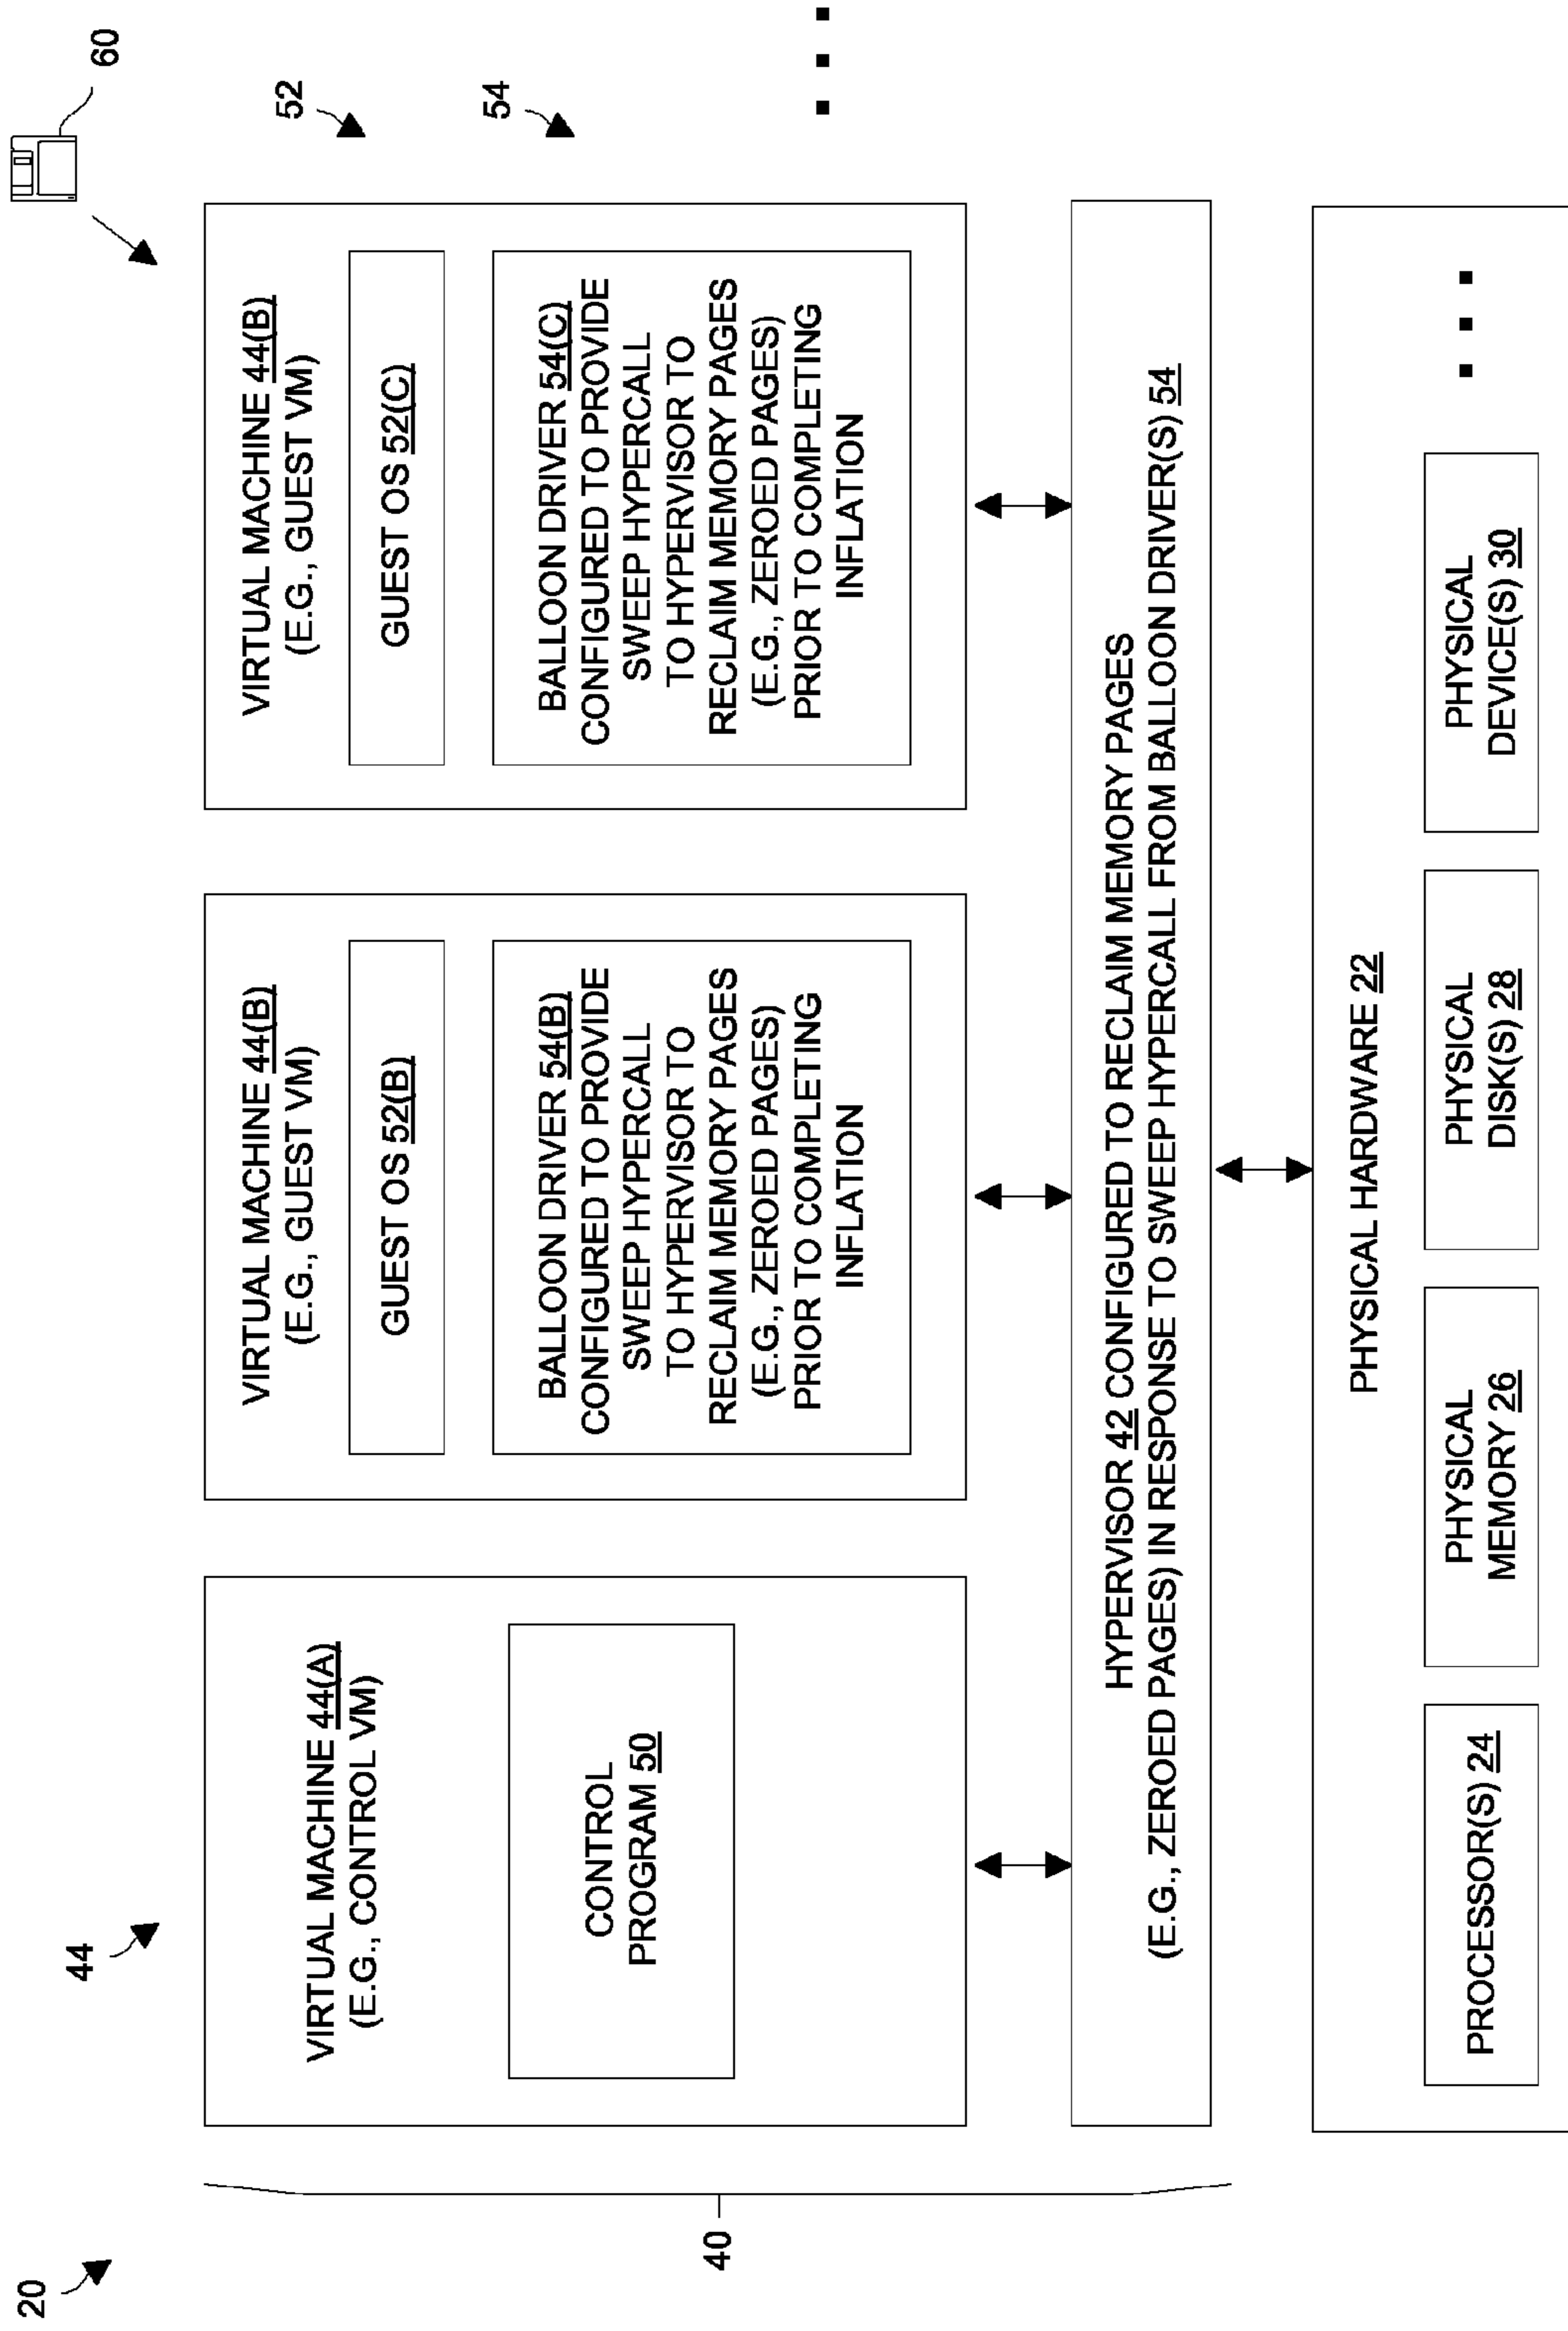 20
44
60
52
54
40
VIRTUAL MACHINE 44(A)
(E.G., CONTROL VM)
CONTROL
PROGRAM 50
VIRTUAL MACHINE 44(B)
(E.G., GUEST VM)
GUEST OS 52(B)
BALLOON DRIVER 54(B)
CONFIGURED TO PROVIDE
SWEEP HYPERCALL
TO HYPERVISOR TO
RECLAIM MEMORY PAGES
(E.G., ZEROED PAGES)
PRIOR TO COMPLETING
INFLATION
VIRTUAL MACHINE 44(B)
(E.G., GUEST VM)
GUEST OS 52(C)
BALLOON DRIVER 54(C)
CONFIGURED TO PROVIDE
SWEEP HYPERCALL
TO HYPERVISOR TO
RECLAIM MEMORY PAGES
(E.G., ZEROED PAGES)
PRIOR TO COMPLETING
INFLATION
HYPERVISOR 42 CONFIGURED TO RECLAIM MEMORY PAGES
(E.G., ZEROED PAGES) IN RESPONSE TO SWEEP HYPERCALL FROM BALLOON DRIVER(S) 54
PHYSICAL HARDWARE 22
PROCESSOR(S) 24
PHYSICAL
MEMORY 26
PHYSICAL
DISK(S) 28
PHYSICAL
DEVICE(S) 30